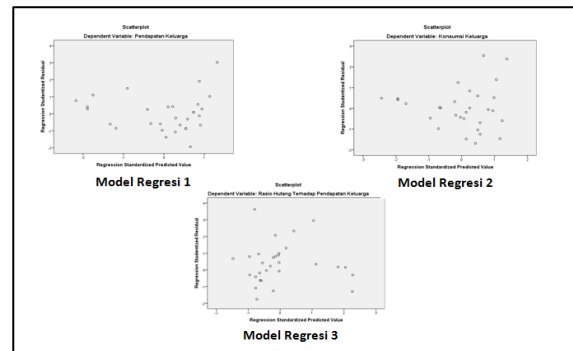 Scatterplot
Dependent Variable: Pendapatan Keluarga
Regression Studentized Residual
Regression Standardized Predicted Value
Model Regresi 1
Scatterplot
Dependent Variable: Konsumsi Keluarga
Regression Studentized Residual
Regression Standardized Predicted Value
Model Regresi 2
Scatterplot
Dependent Variable: Rasio Hutang Terhadap Pendapatan Keluarga
Regression Studentized Residual
Regression Standardized Predicted Value
Model Regresi 3